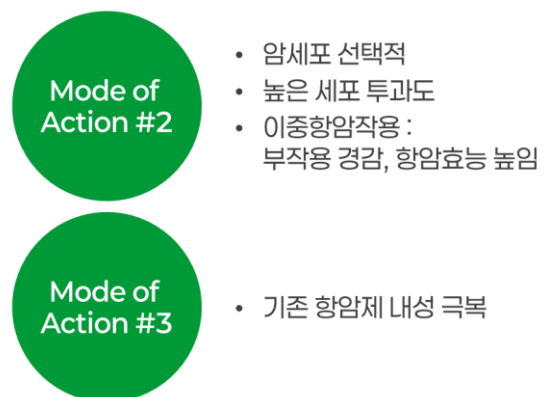 Mode of
Action #2
• 암세포 선택적
• 높은 세포 투과도
• 이중항암작용 :
부작용 경감, 항암효능 높임
Mode of
Action #3
• 기존 항암제 내성 극복